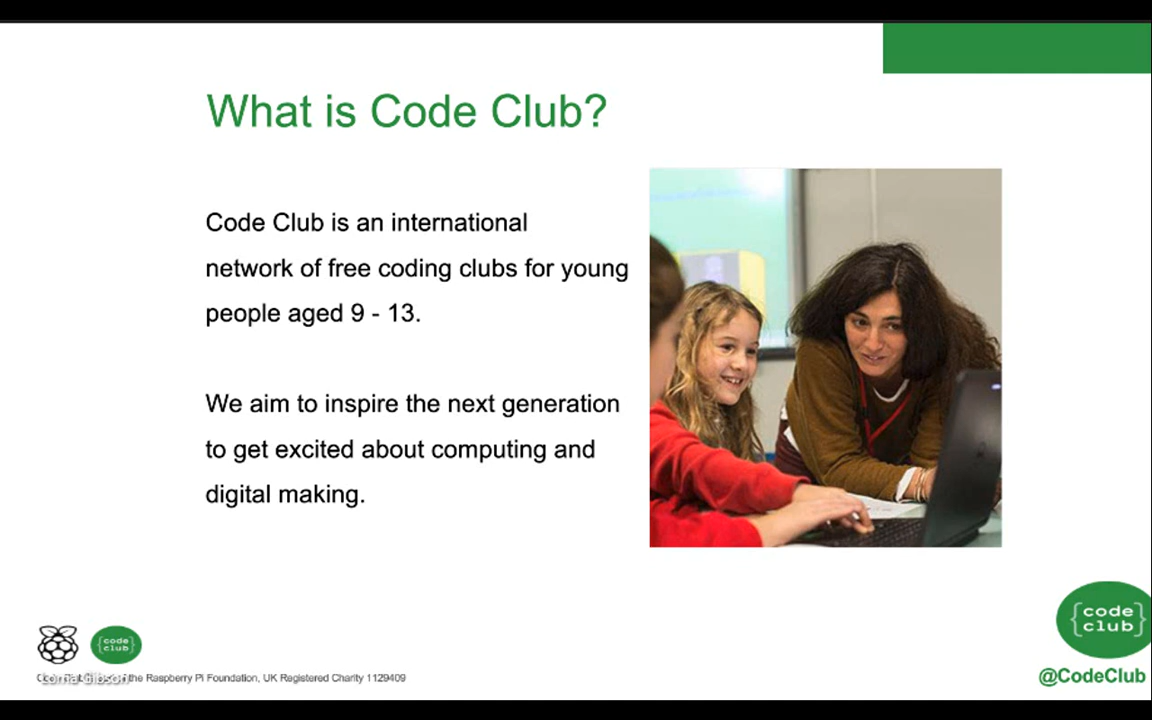 What is Code Club?
Code Club is an international
network of free coding clubs for young
people aged 9 - 13.
We aim to inspire the next generation
to get excited about computing and
digital making.
{code
club}
{code
club}
the Raspberry Pi Foundation, UK Registered Charity 1129409
Lorna Gibson
@CodeClub